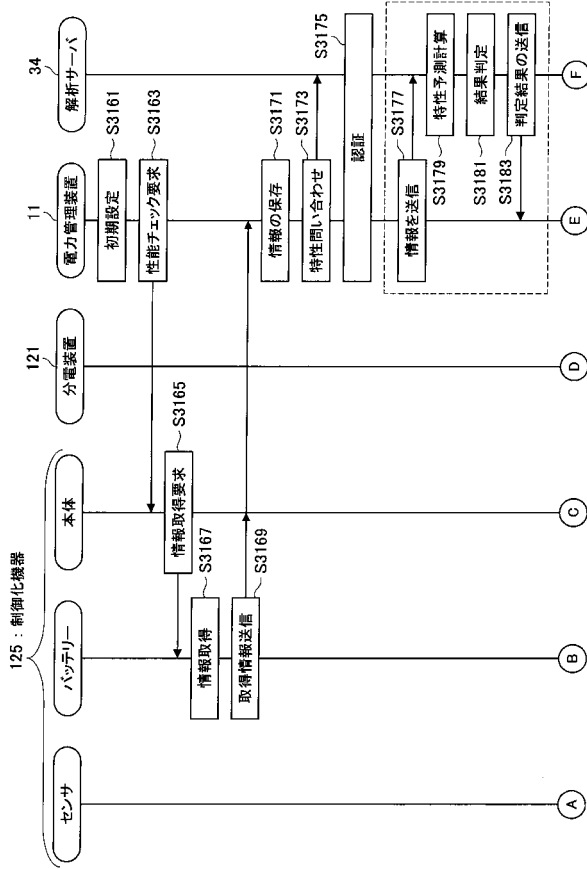 125：制御化機器
センサ
バッテリー
本体
121
分電装置
11
電力管理装置
34
解析サーバ
初期設定
S3161
性能チェック要求
S3163
情報取得要求
S3165
情報取得
S3167
取得情報送信
S3169
情報の保存
S3171
特性問い合わせ
S3173
認証
S3175
情報を送信
S3177
特性予測計算
S3179
結果判定
S3181
判定結果の送信
S3183
A
B
C
D
E
F